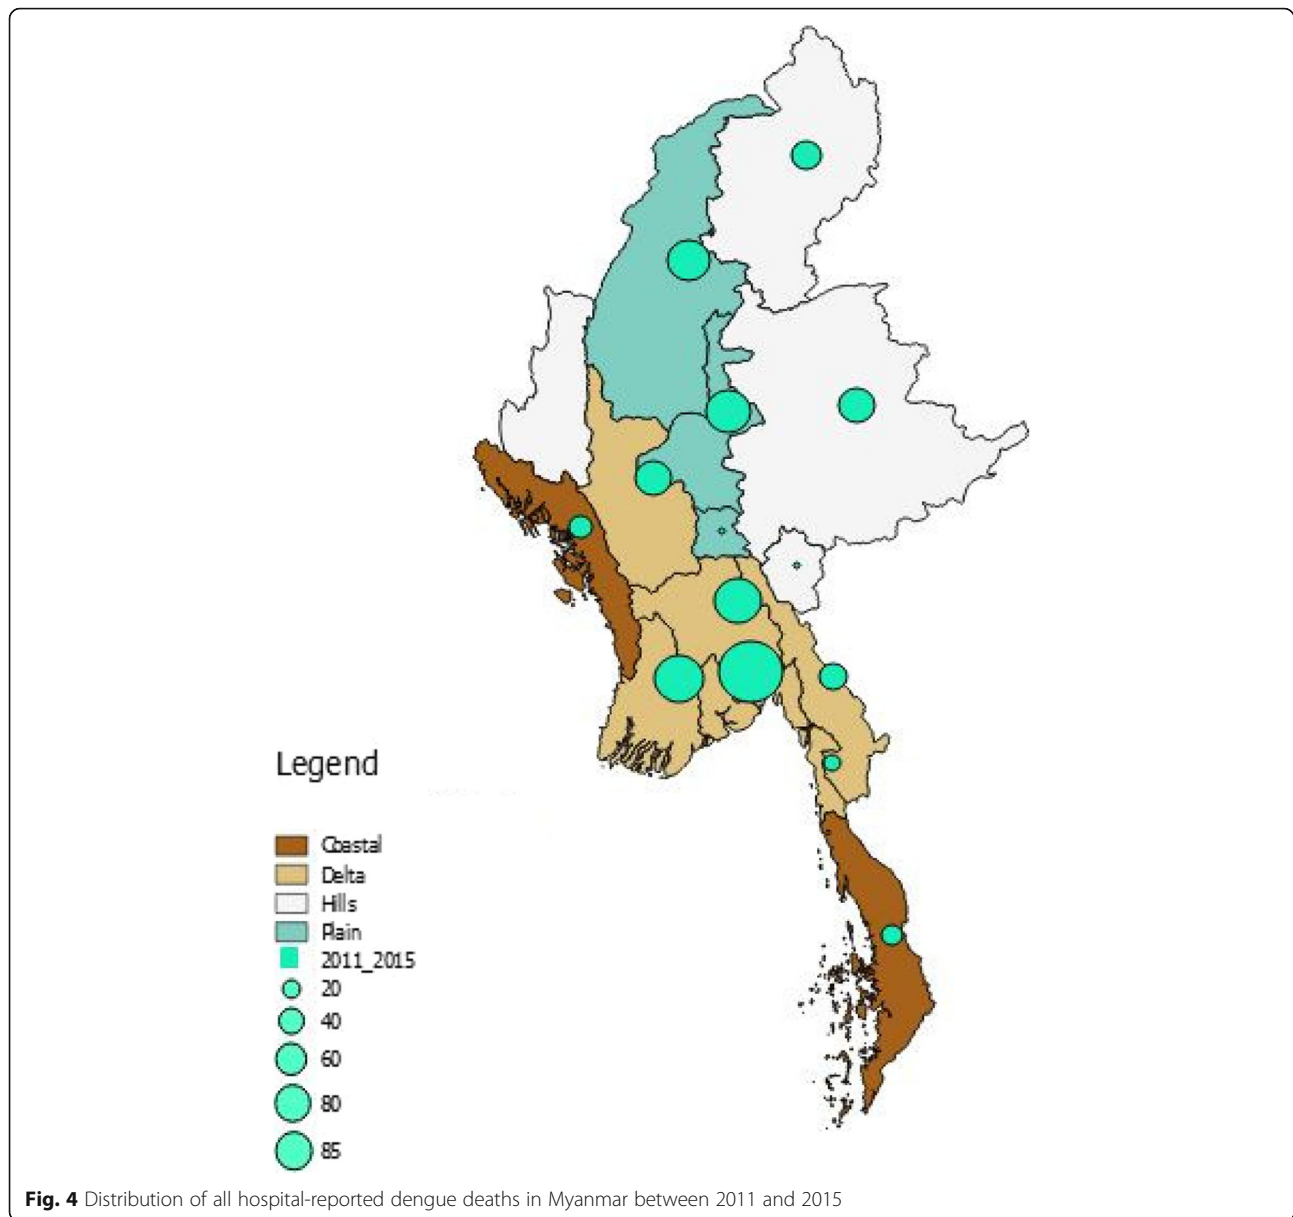 Legend
Coastal
Delta
Hills
Plain
2011_2015
20
40
60
80
85
Fig. 4 Distribution of all hospital-reported dengue deaths in Myanmar between 2011 and 2015